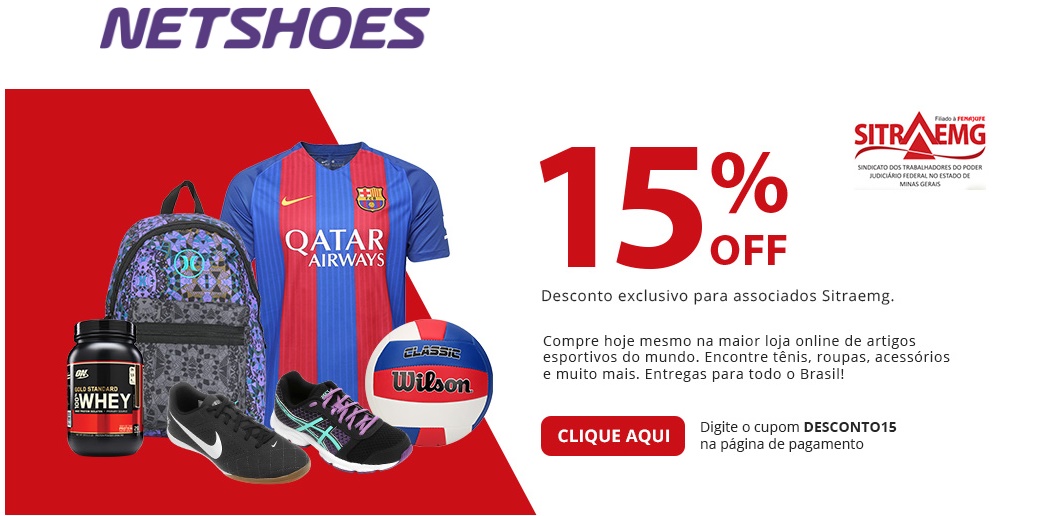 NETSHOES
Filiado à FENAJUFE
SITRAEMG
SINDICATO DOS TRABALHADORES DO PODER
JUDICIÁRIO FEDERAL NO ESTADO DE
MINAS GERAIS
15%
OFF
Desconto exclusivo para associados Sitraemg.
Compre hoje mesmo na maior loja online de artigos
esportivos do mundo. Encontre tênis, roupas, acessórios
e muito mais. Entregas para todo o Brasil!
CLIQUE AQUI
Digite o cupom DESCONTO15
na página de pagamento
QATAR
AIRWAYS
CLASSIC
Wilson
ON
GOLD STANDARD
100% WHEY